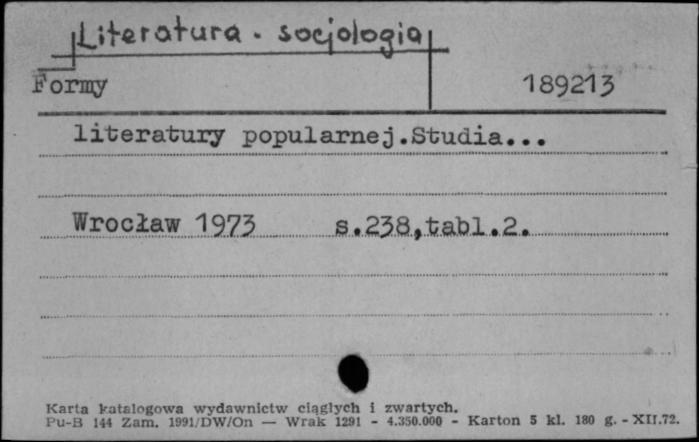 Literatura - socjologia
Formy 189213
literatury popularnej.Studia...
Wrocław 1973 s.238,tabl.2.
Karta katalogowa wydawnictw ciągłych i zwartych.
Pu-B 144 Zam. 1991/DW/On — Wrak 1291 - 4.350.000 - Karton 5 kl. 180 g. - XII.72.